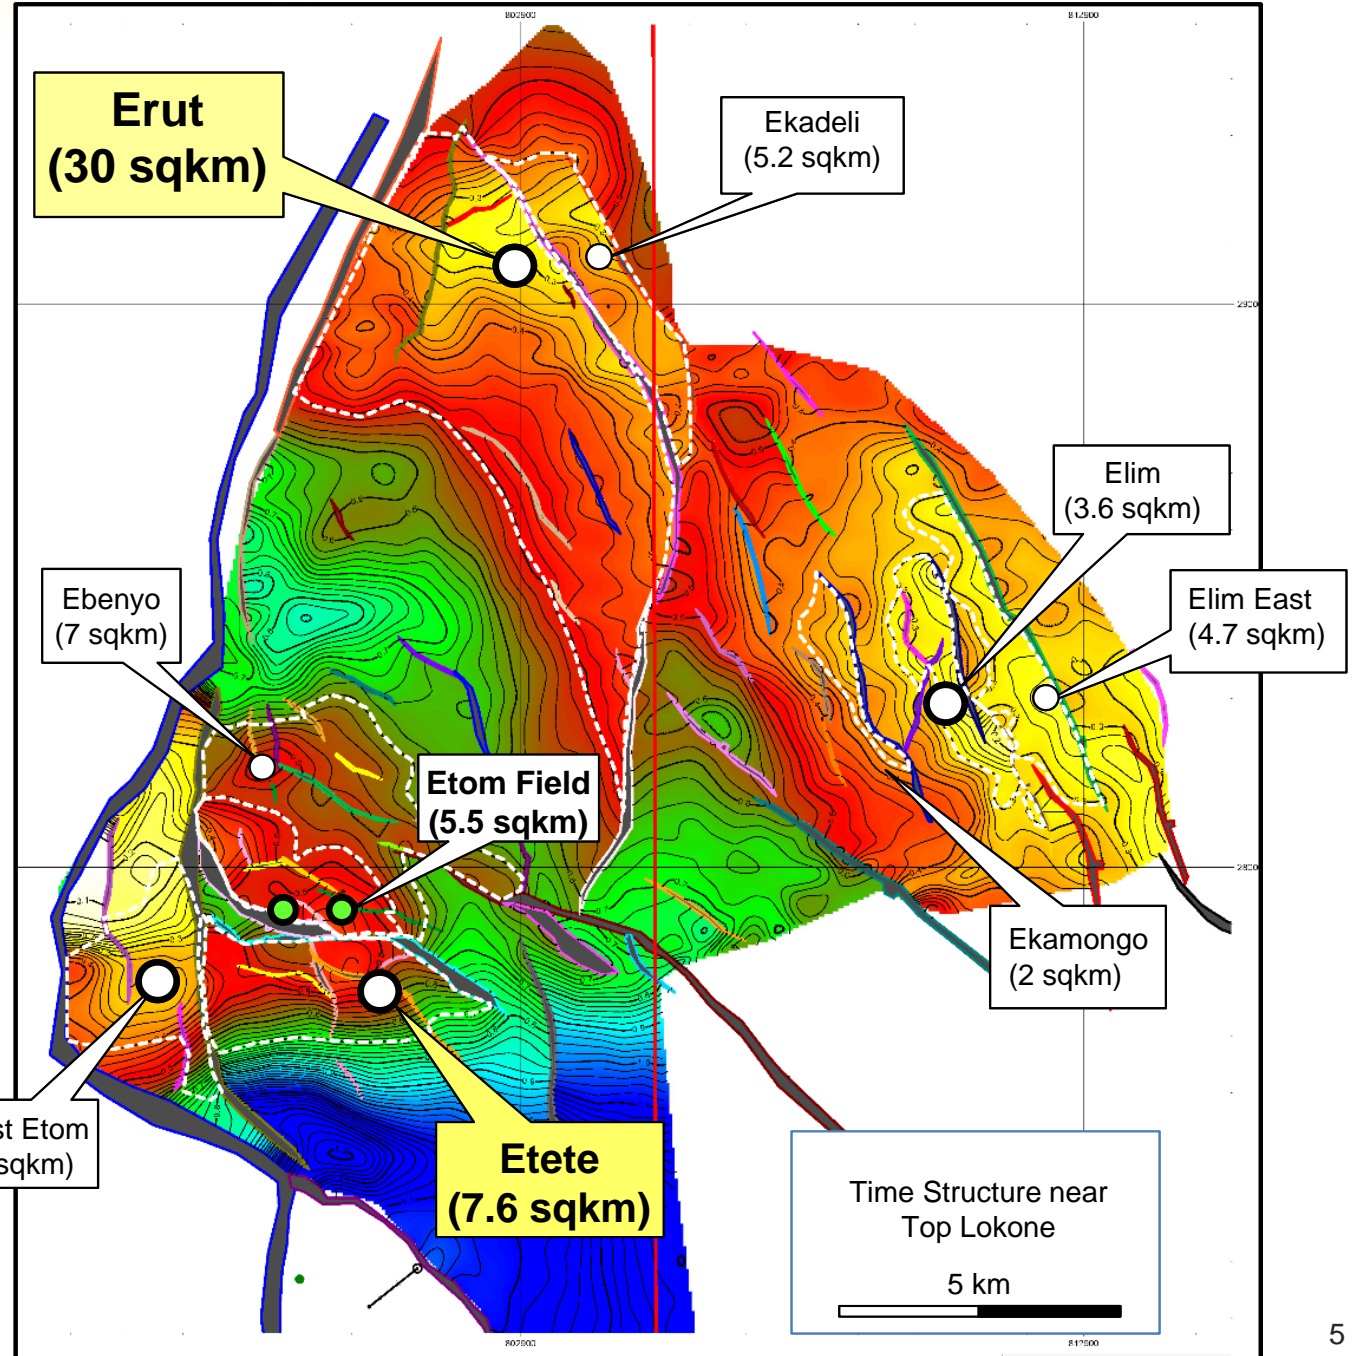 802900
812900
Erut
(30 sqkm)
Ekadeli
(5.2 sqkm)
Elim
(3.6 sqkm)
Elim East
(4.7 sqkm)
Ebenyo
(7 sqkm)
Etom Field
(5.5 sqkm)
Ekamongo
(2 sqkm)
st Etom
sqkm)
Etete
(7.6 sqkm)
Time Structure near
Top Lokone
5 km
5